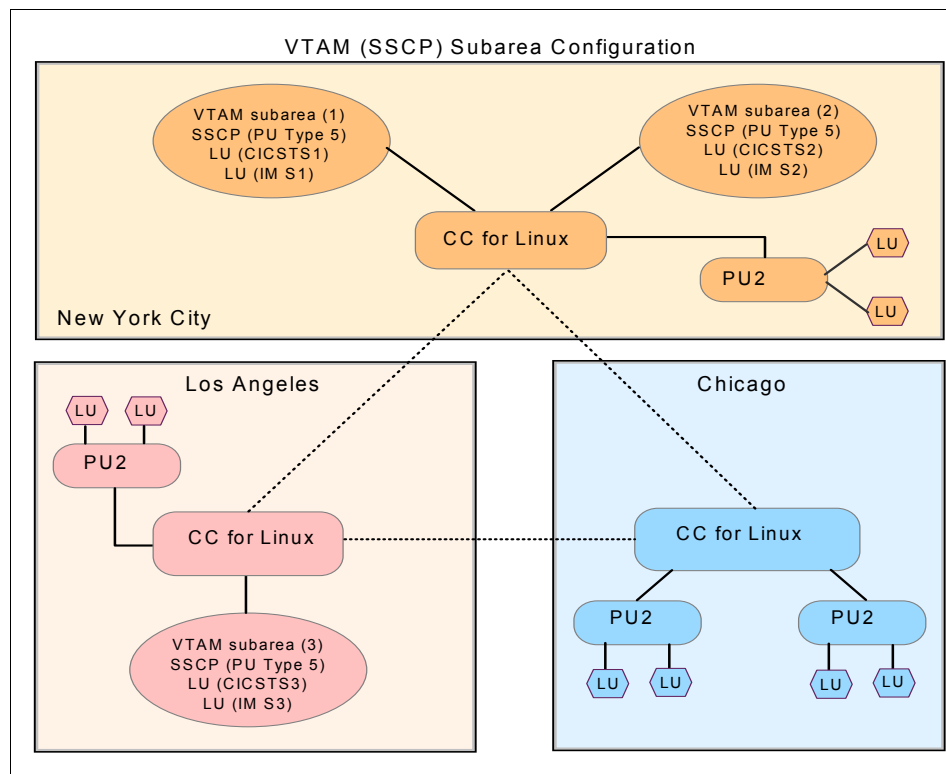 VTAM (SSCP) Subarea Configuration
VTAM subarea (1)
SSCP (PU Type 5)
LU (CICSTS1)
LU (IM S1)
VTAM subarea (2)
SSCP (PU Type 5)
LU (CICSTS2)
LU (IM S2)
CC for Linux
PU2
LU
LU
New York City
Los Angeles
LU
LU
PU2
CC for Linux
VTAM subarea (3)
SSCP (PU Type 5)
LU (CICSTS3)
LU (IM S3)
Chicago
CC for Linux
PU2
PU2
LU
LU
LU
LU